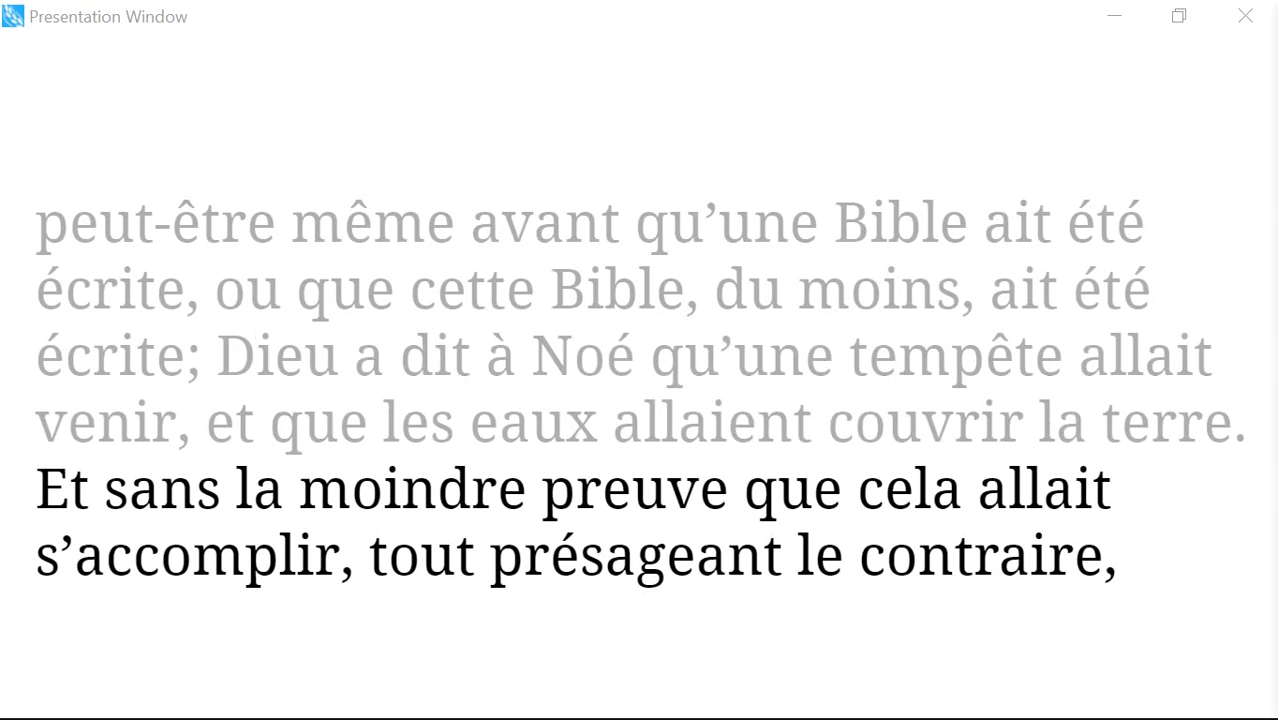 Presentation Window
peut-être même avant qu’une Bible ait été
écrite, ou que cette Bible, du moins, ait été
écrite; Dieu a dit à Noé qu’une tempête allait
venir, et que les eaux allaient couvrir la terre.
Et sans la moindre preuve que cela allait
s’accomplir, tout présageant le contraire,